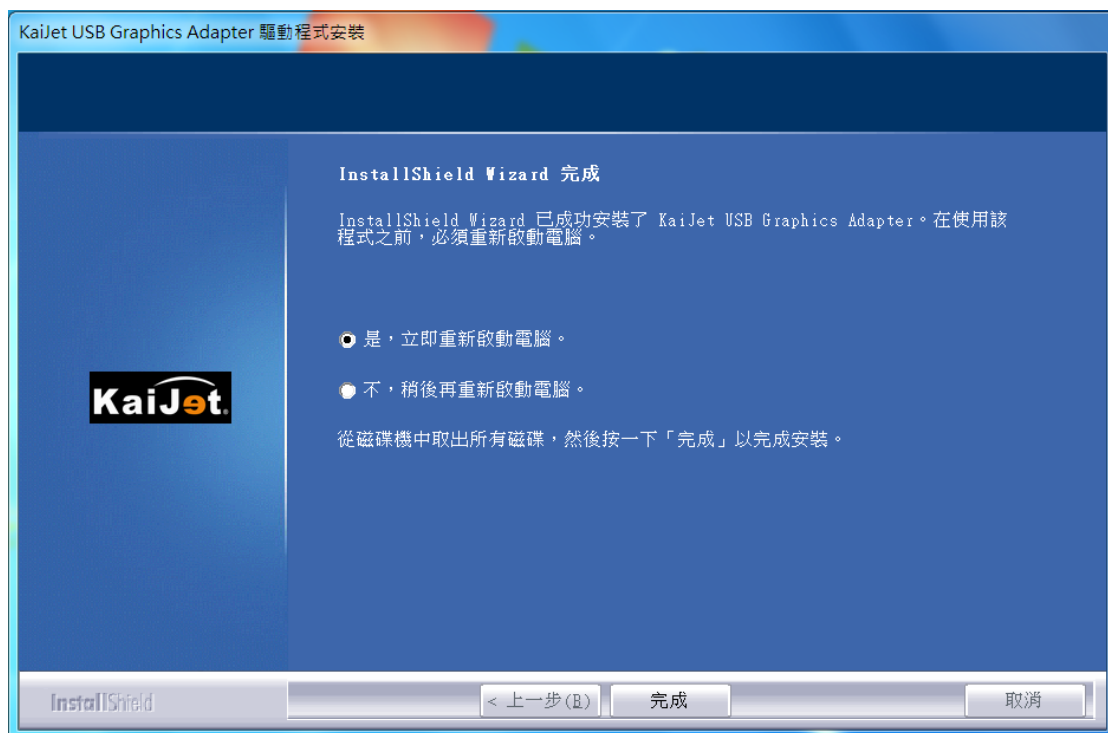 KaiJet USB Graphics Adapter 驅動程式安裝
InstallShield Wizard 完成
InstallShield Wizard 已成功安裝了 KaiJet USB Graphics Adapter。在使用該
程式之前，必須重新啟動電腦。
是，立即重新啟動電腦。
不，稍後再重新啟動電腦。
KaiJet.
從磁碟機中取出所有磁碟，然後按一下「完成」以完成安裝。
InstallShield
< 上一步(B)
完成
取消